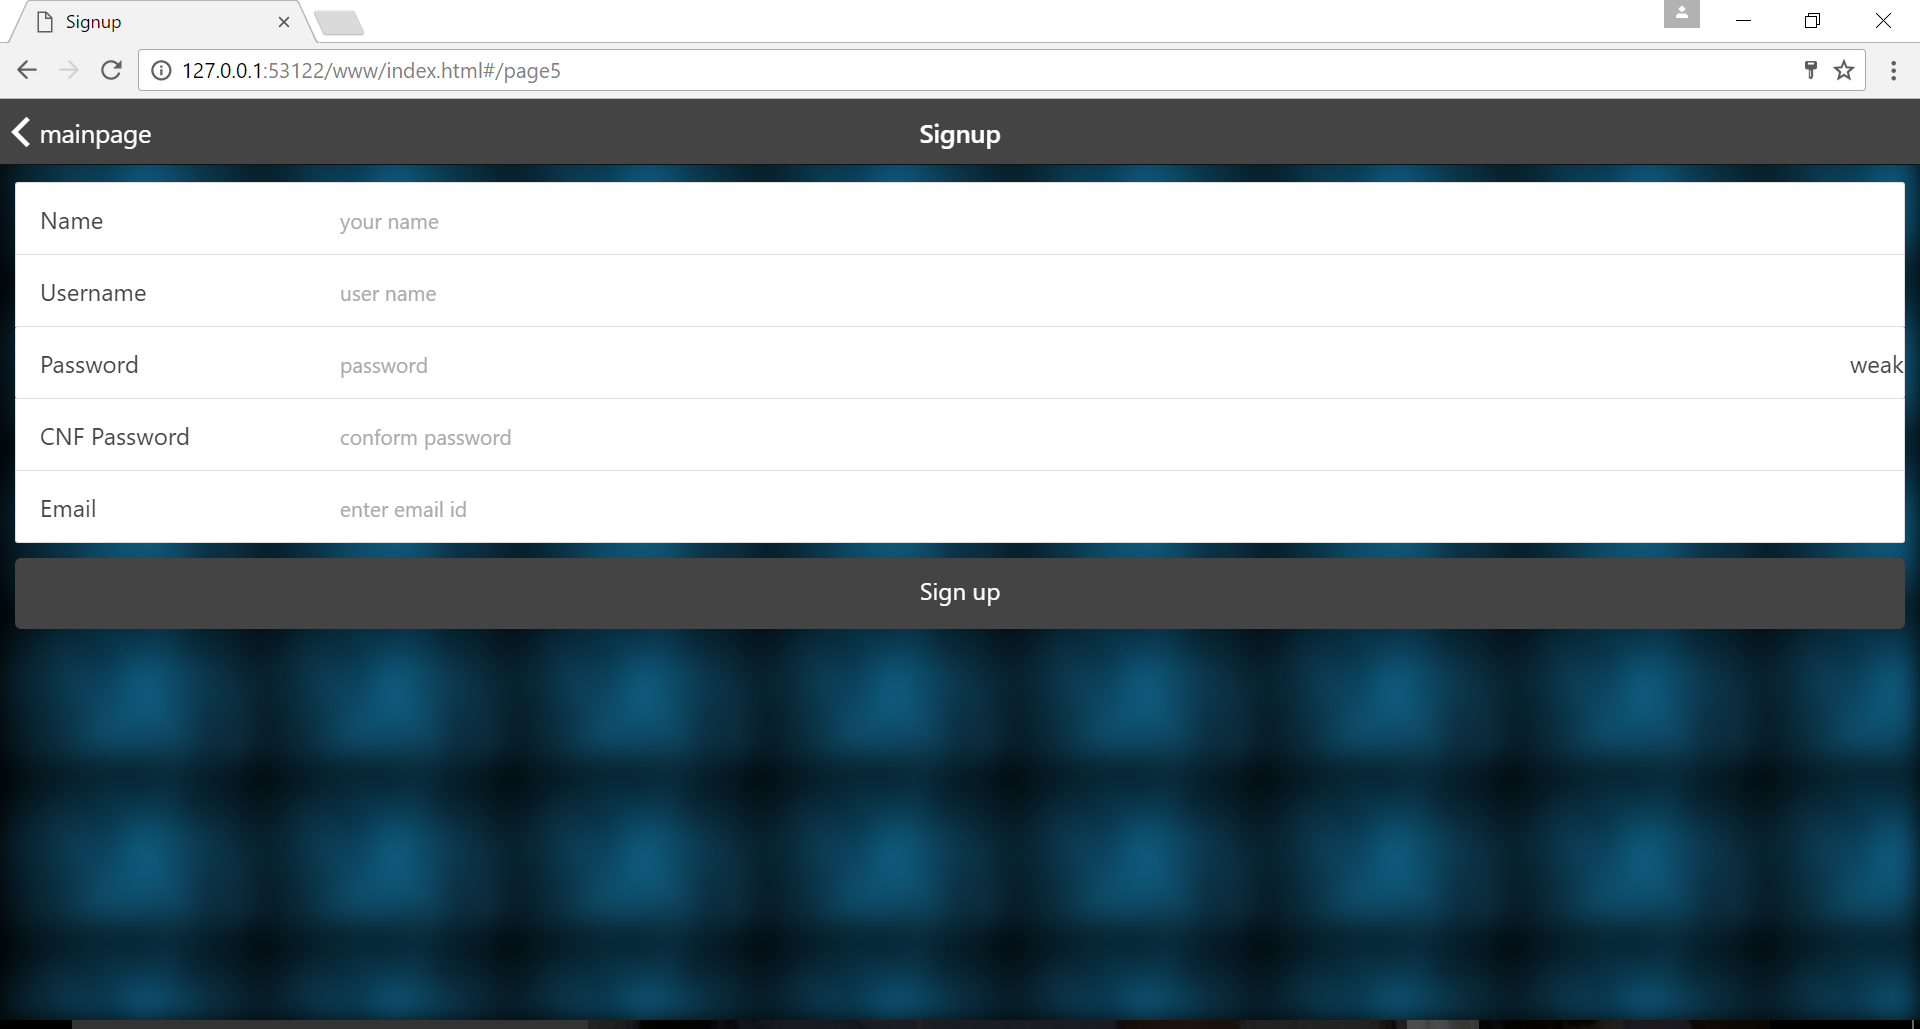 Signup
127.0.0.1:53122/www/index.html#/page5
mainpage
Signup
Name your name
Username user name
Password password weak
CNF Password conform password
Email enter email id
Sign up